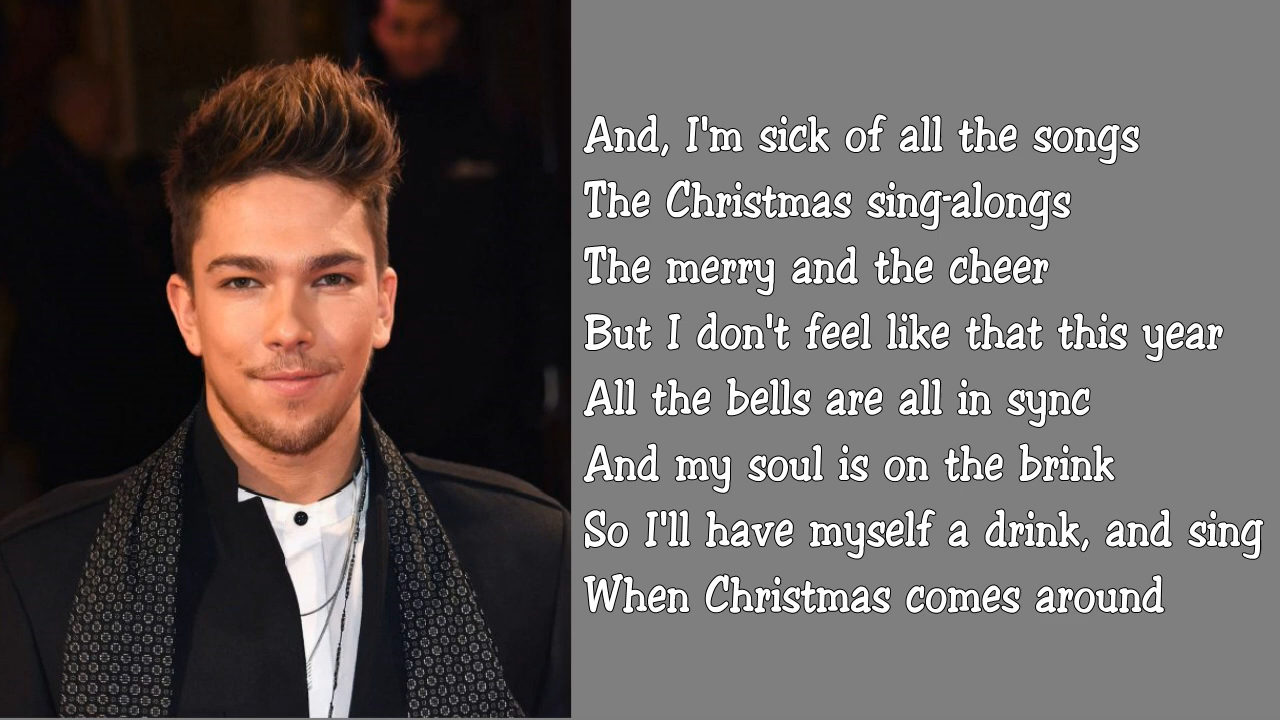 And, I'm sick of all the songs
The Christmas sing-alongs
The merry and the cheer
But I don't feel like that this year
All the bells are all in sync
And my soul is on the brink
So I'll have myself a drink, and sing
When Christmas comes around